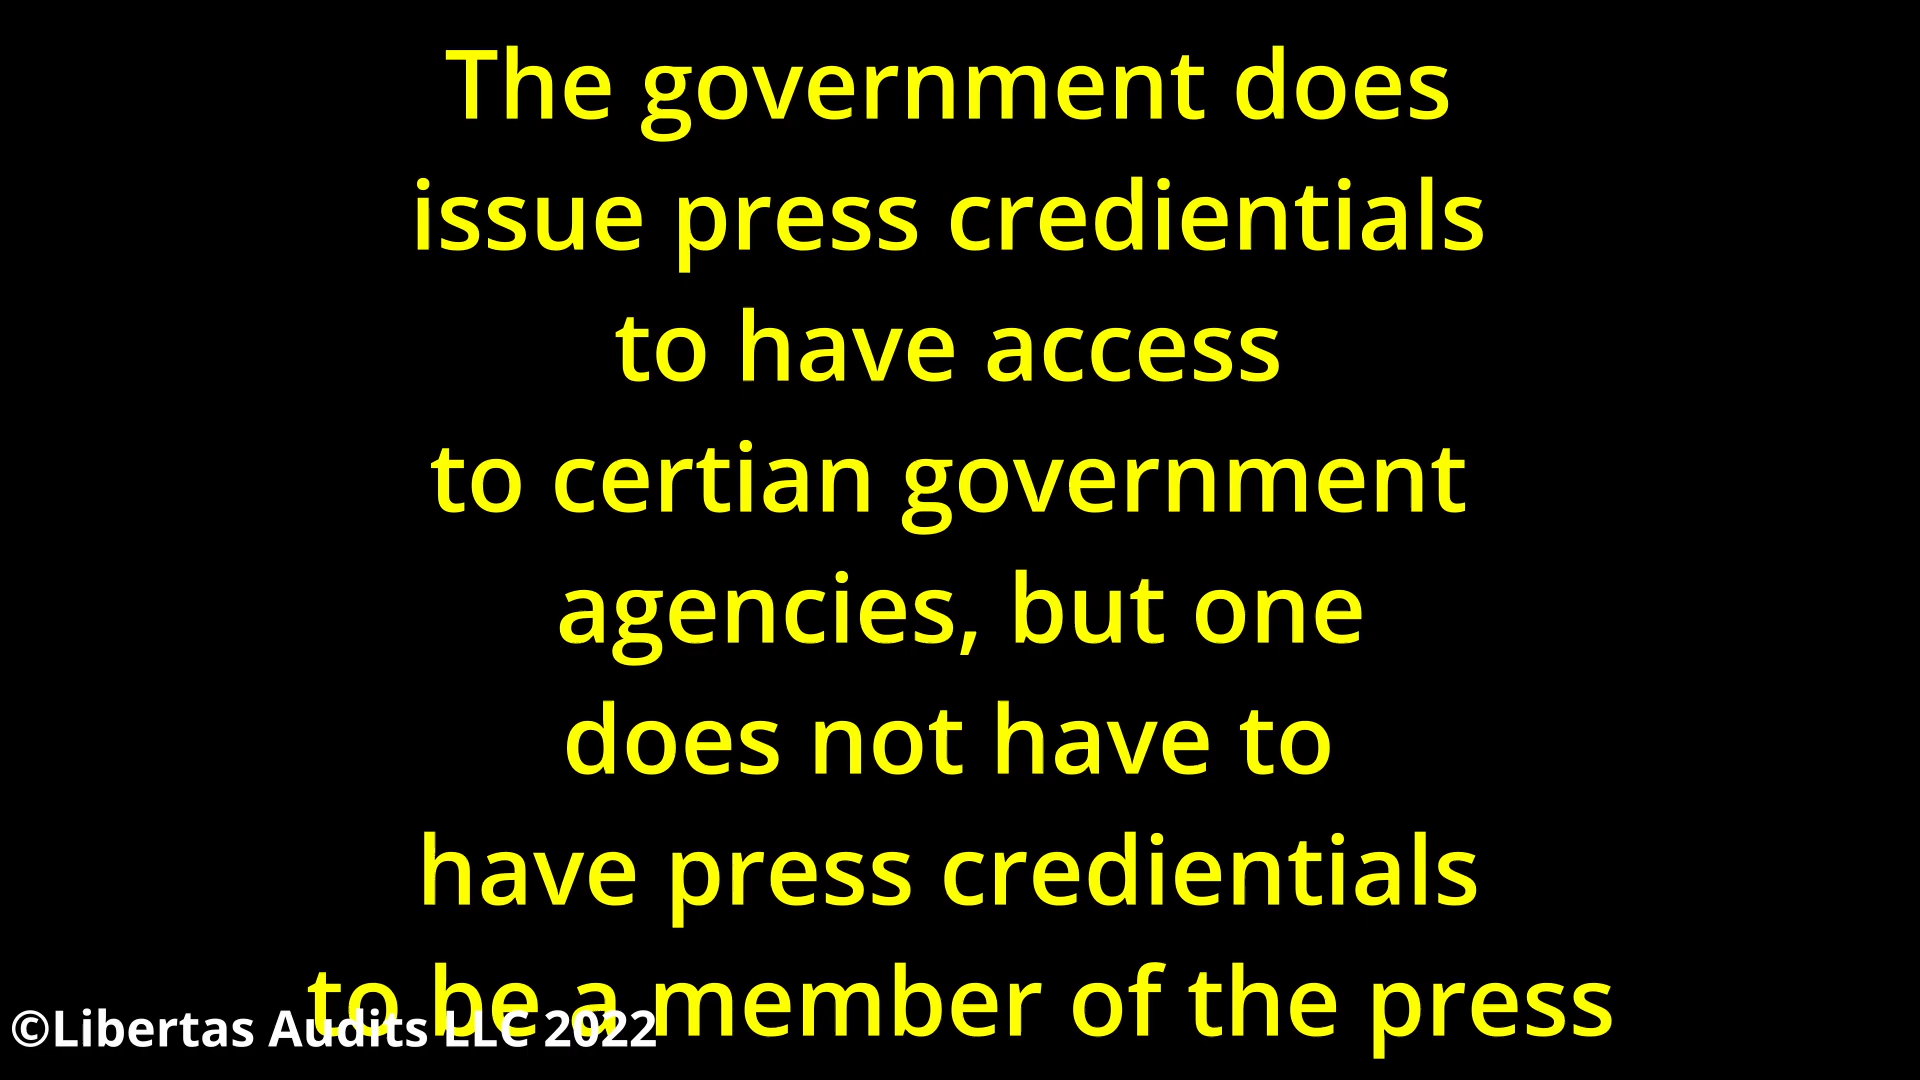 The government does
issue press credientials
to have access
to certian government
agencies, but one
does not have to
have press credientials
to be a member of the press
©Libertas Audits LLC 2022